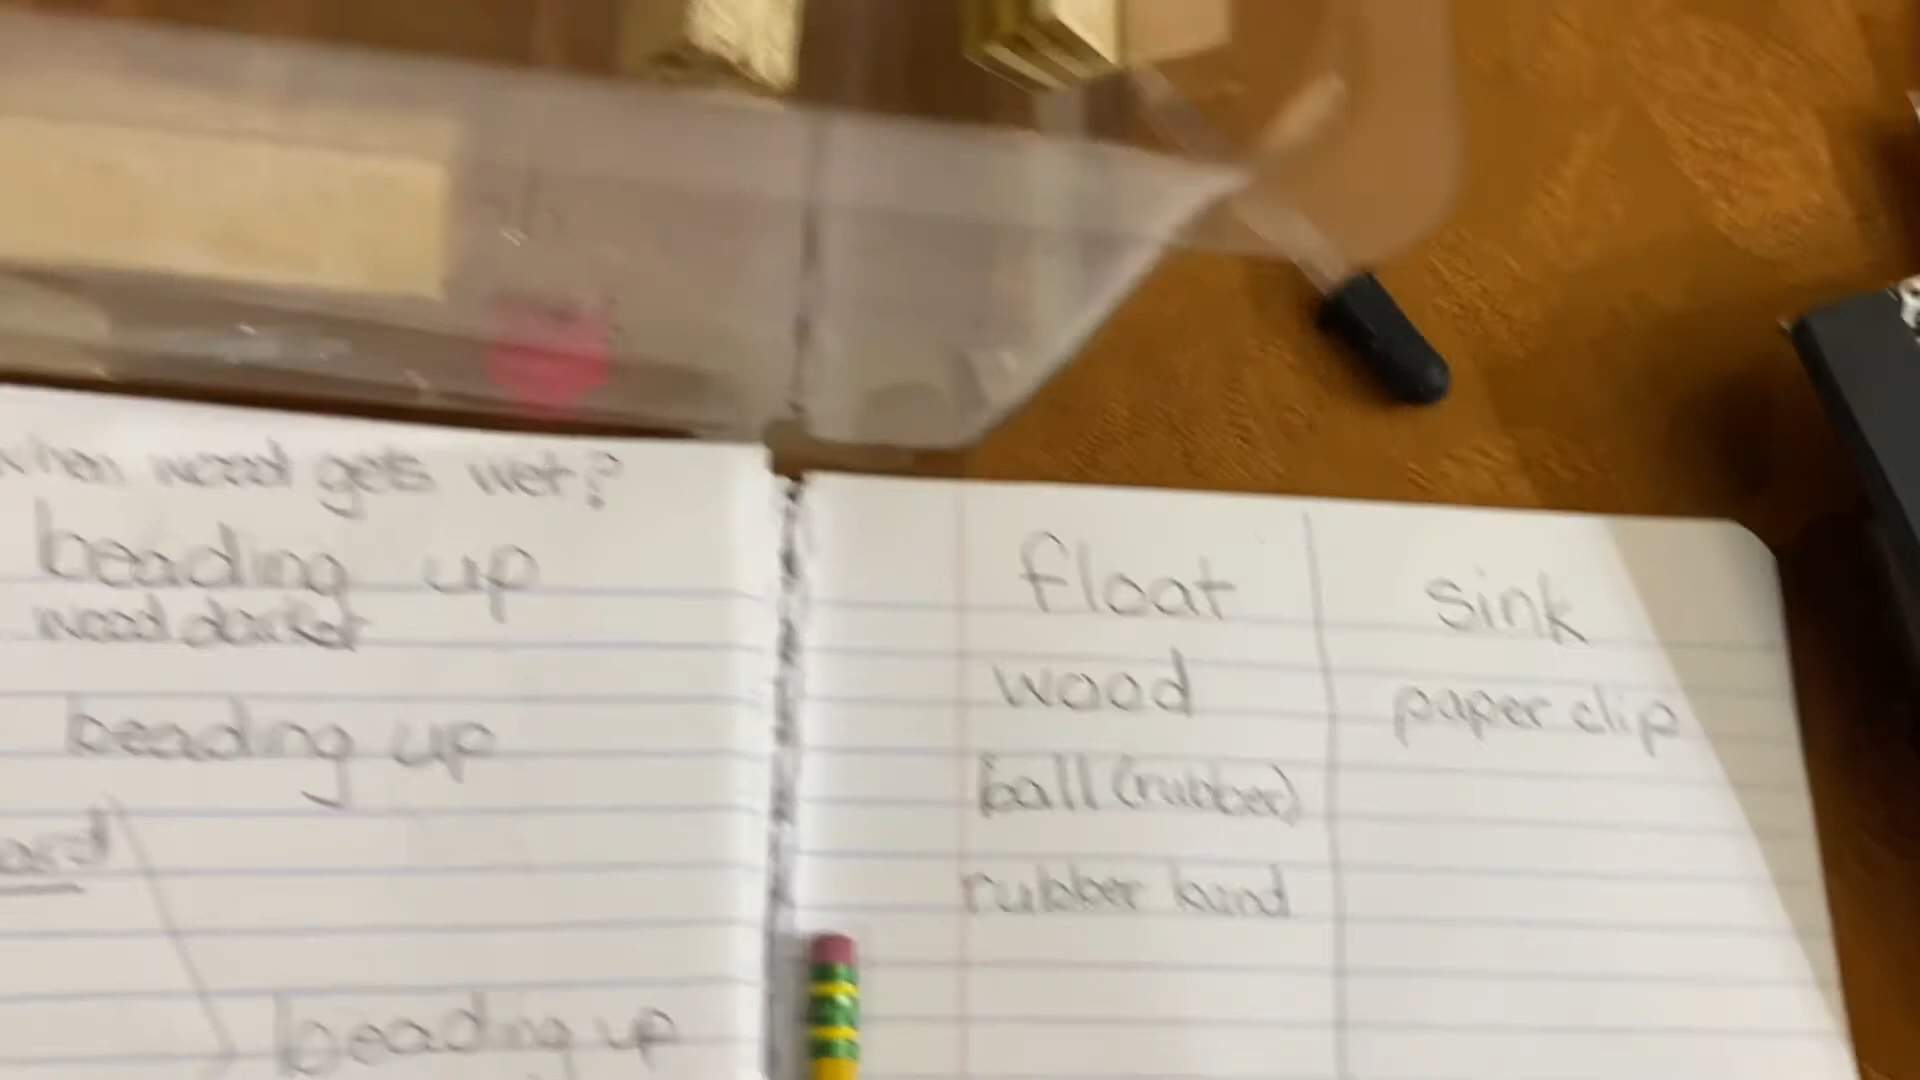 when wood gets wet?
beading up
wood darker
beading up
beading up
float
sink
wood
paper clip
ball (rubber)
rubber band